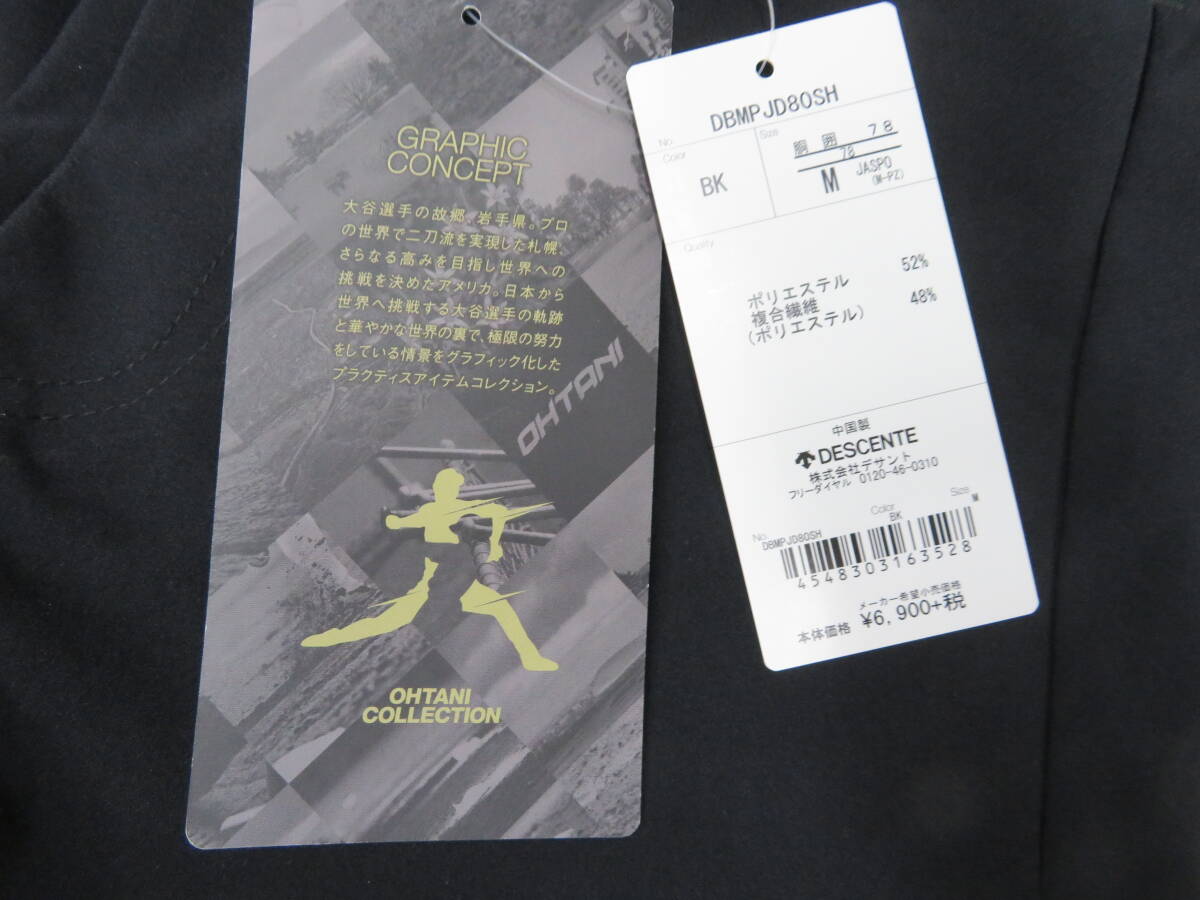 GRAPHIC
CONCEPT
大谷選手の故郷、岩手県。プロ
の世界で二刀流を実現した札幌、
さらなる高みを目指し世界への
挑戦を決めたアメリカ。日本から
世界へ挑戦する大谷選手の軌跡
と華やかな世界の裏で、極限の努力
をしている情景をグラフィック化した
プラクティスアイテムコレクション。
OHTANI
OHTANI
COLLECTION
No. DBMPJD80SH
Color BK
Size 胴囲 78
78
M JASPO
(M-PZ)
Quality
ポリエステル 52%
複合繊維 48%
(ポリエステル)
中国製
DESCENTE
株式会社デサント
フリーダイヤル 0120-46-0310
No. Color Size
DBMPJD80SH BK M
4548303163528
メーカー希望小売価格
本体価格 ¥6,900+税